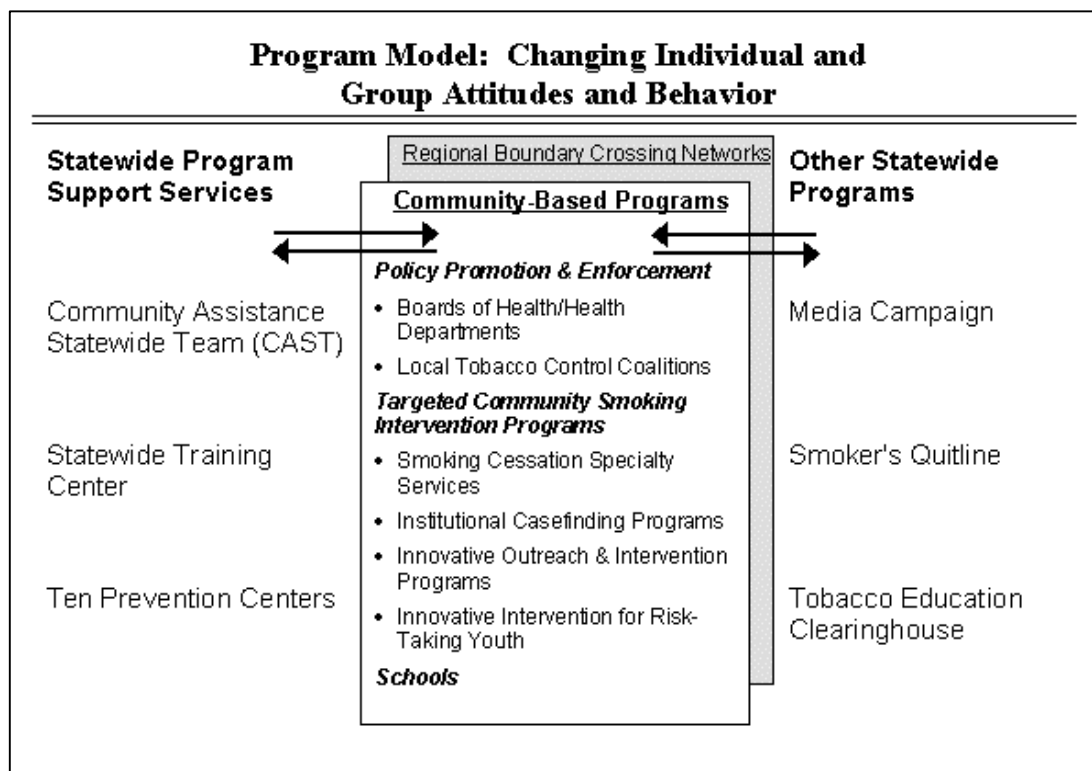 Program Model: Changing Individual and
Group Attitudes and Behavior
Statewide Program
Support Services
Community Assistance
Statewide Team (CAST)
Statewide Training
Center
Ten Prevention Centers
Regional Boundary Crossing Networks
Community-Based Programs
Policy Promotion & Enforcement
• Boards of Health/Health
Departments
• Local Tobacco Control Coalitions
Targeted Community Smoking
Intervention Programs
• Smoking Cessation Specialty
Services
• Institutional Casefinding Programs
• Innovative Outreach & Intervention
Programs
• Innovative Intervention for Risk-
Taking Youth
Schools
Other Statewide
Programs
Media Campaign
Smoker's Quitline
Tobacco Education
Clearinghouse